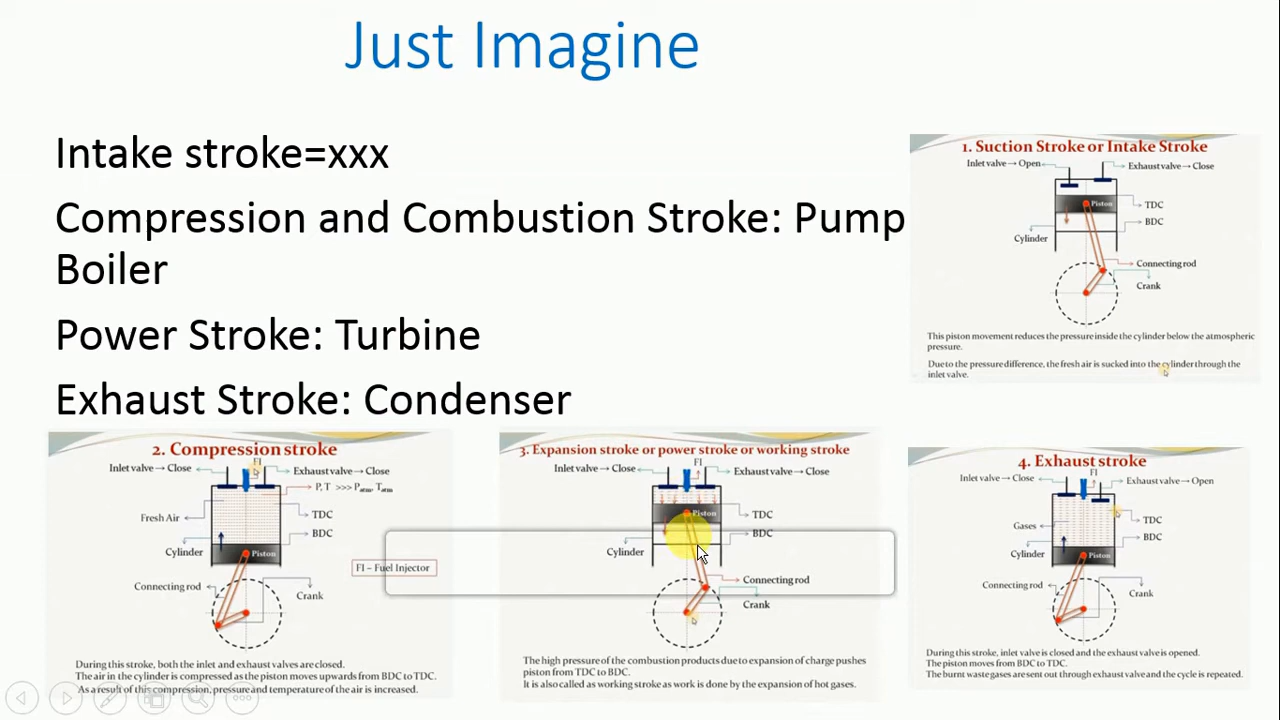 Just Imagine
Intake stroke=xxx
Compression and Combustion Stroke: Pump
Boiler
Power Stroke: Turbine
Exhaust Stroke: Condenser
1. Suction Stroke or Intake Stroke
Inlet valve → Open
Exhaust valve → Close
Piston
TDC
BDC
Cylinder
Connecting rod
Crank
This piston movement reduces the pressure inside the cylinder below the atmospheric
pressure.
Due to the pressure difference, the fresh air is sucked into the cylinder through the
inlet valve.
2. Compression stroke
FI
Inlet valve → Close
Exhaust valve → Close
P, T >>> Patm, Tatm
Fresh Air
TDC
BDC
Cylinder
Piston
FI – Fuel Injector
Connecting rod
Crank
During this stroke, both the inlet and exhaust valves are closed.
The air in the cylinder is compressed as the piston moves upwards from BDC to TDC.
As a result of this compression, pressure and temperature of the air is increased.
3. Expansion stroke or power stroke or working stroke
FI
Inlet valve → Close
Exhaust valve → Close
Piston
TDC
BDC
Cylinder
Connecting rod
Crank
The high pressure of the combustion products due to expansion of charge pushes
piston from TDC to BDC.
It is also called as working stroke as work is done by the expansion of hot gases.
4. Exhaust stroke
FI
Inlet valve → Close
Exhaust valve → Open
Gases
TDC
BDC
Cylinder
Piston
Connecting rod
Crank
During this stroke, inlet valve is closed and the exhaust valve is opened.
The piston moves from BDC to TDC.
The burnt waste gases are sent out through exhaust valve and the cycle is repeated.